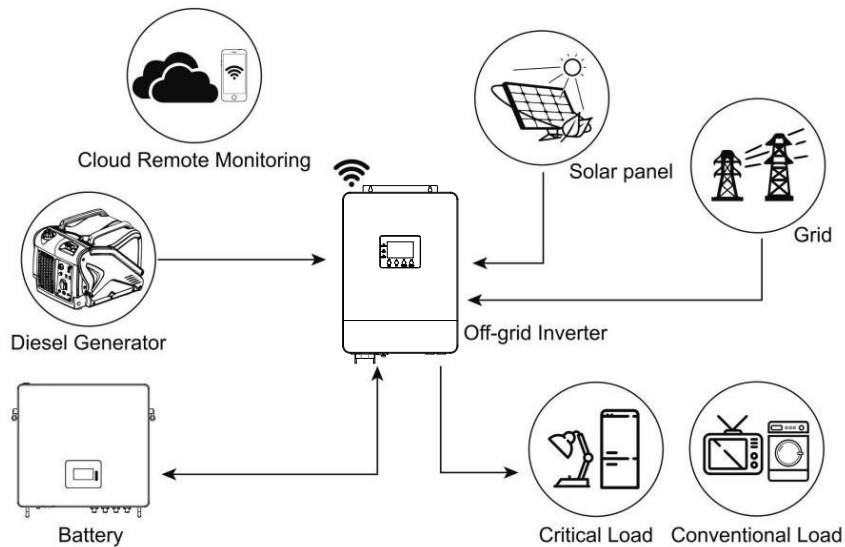 Cloud Remote Monitoring
Solar panel
Grid
Diesel Generator
Off-grid Inverter
Battery
Critical Load
Conventional Load